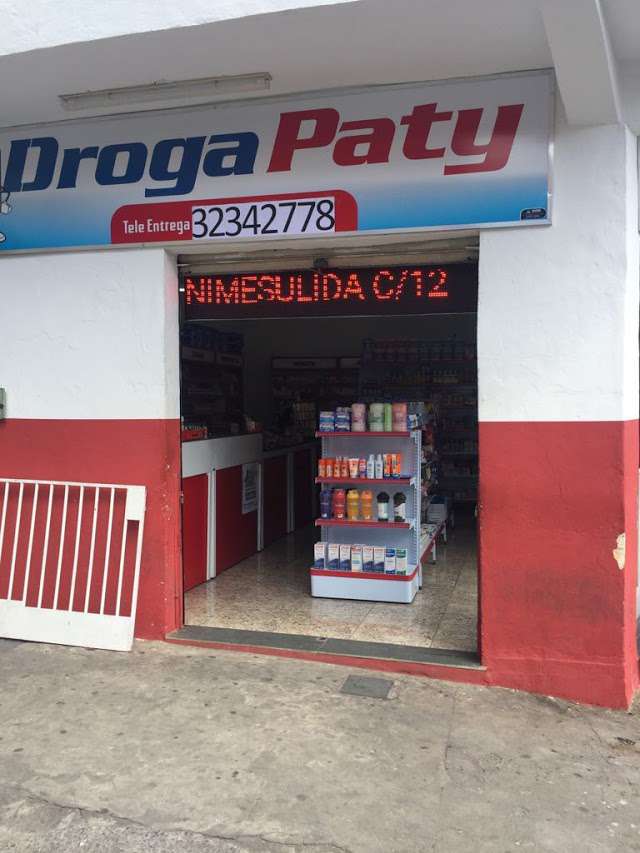 Droga Paty
Tele Entrega 32342778
NIMESULIDA C/12